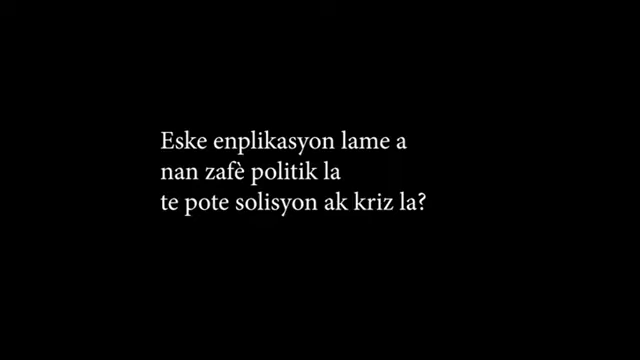 Eske enplikasyon lame a
nan zafè politik la
te pote solisyon ak kriz la?